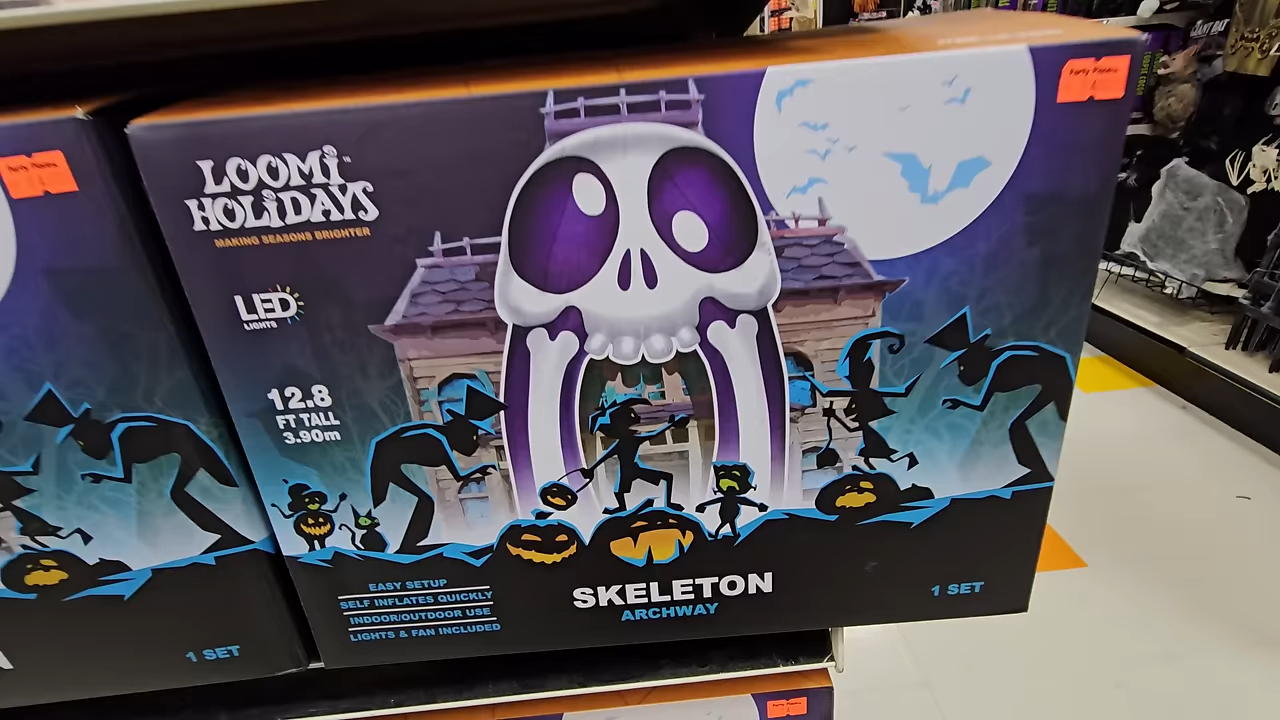 LOOMi
HOLiDAYS
MAKING SEASONS BRIGHTER
LED
LIGHTS
12.8
FT TALL
3.90m
EASY SETUP
SELF INFLATES QUICKLY
INDOOR/OUTDOOR USE
LIGHTS & FAN INCLUDED
SKELETON
ARCHWAY
1 SET
1 SET